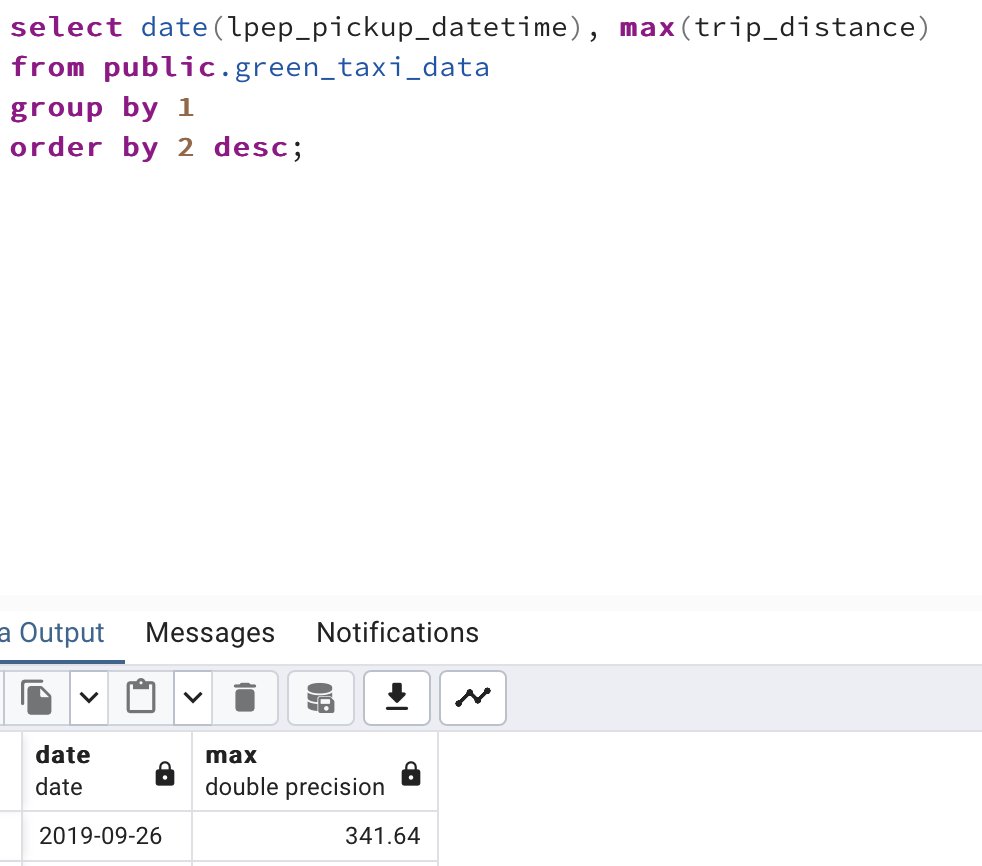 select date(lpep_pickup_datetime), max(trip_distance)
from public.green_taxi_data
group by 1
order by 2 desc;
a Output Messages Notifications
date max
date double precision
2019-09-26 341.64